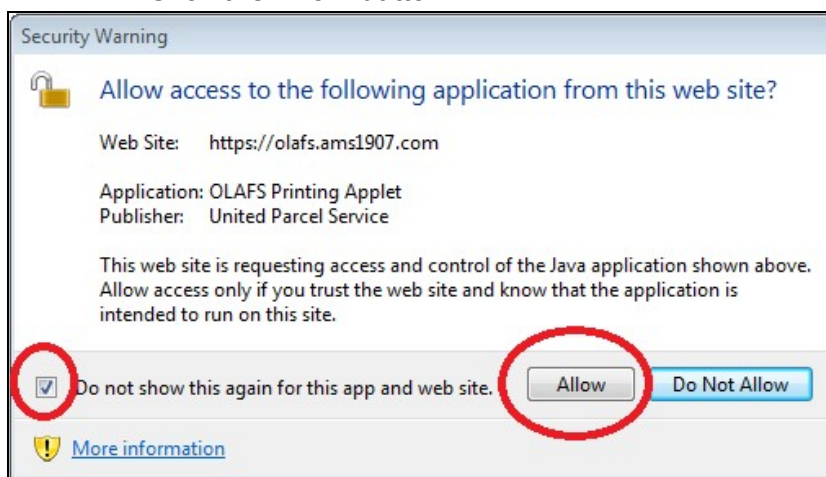 Security Warning
Allow access to the following application from this web site?
Web Site: https://olafs.ams1907.com
Application: OLAFS Printing Applet
Publisher: United Parcel Service
This web site is requesting access and control of the Java application shown above.
Allow access only if you trust the web site and know that the application is
intended to run on this site.
Do not show this again for this app and web site. Allow Do Not Allow
More information